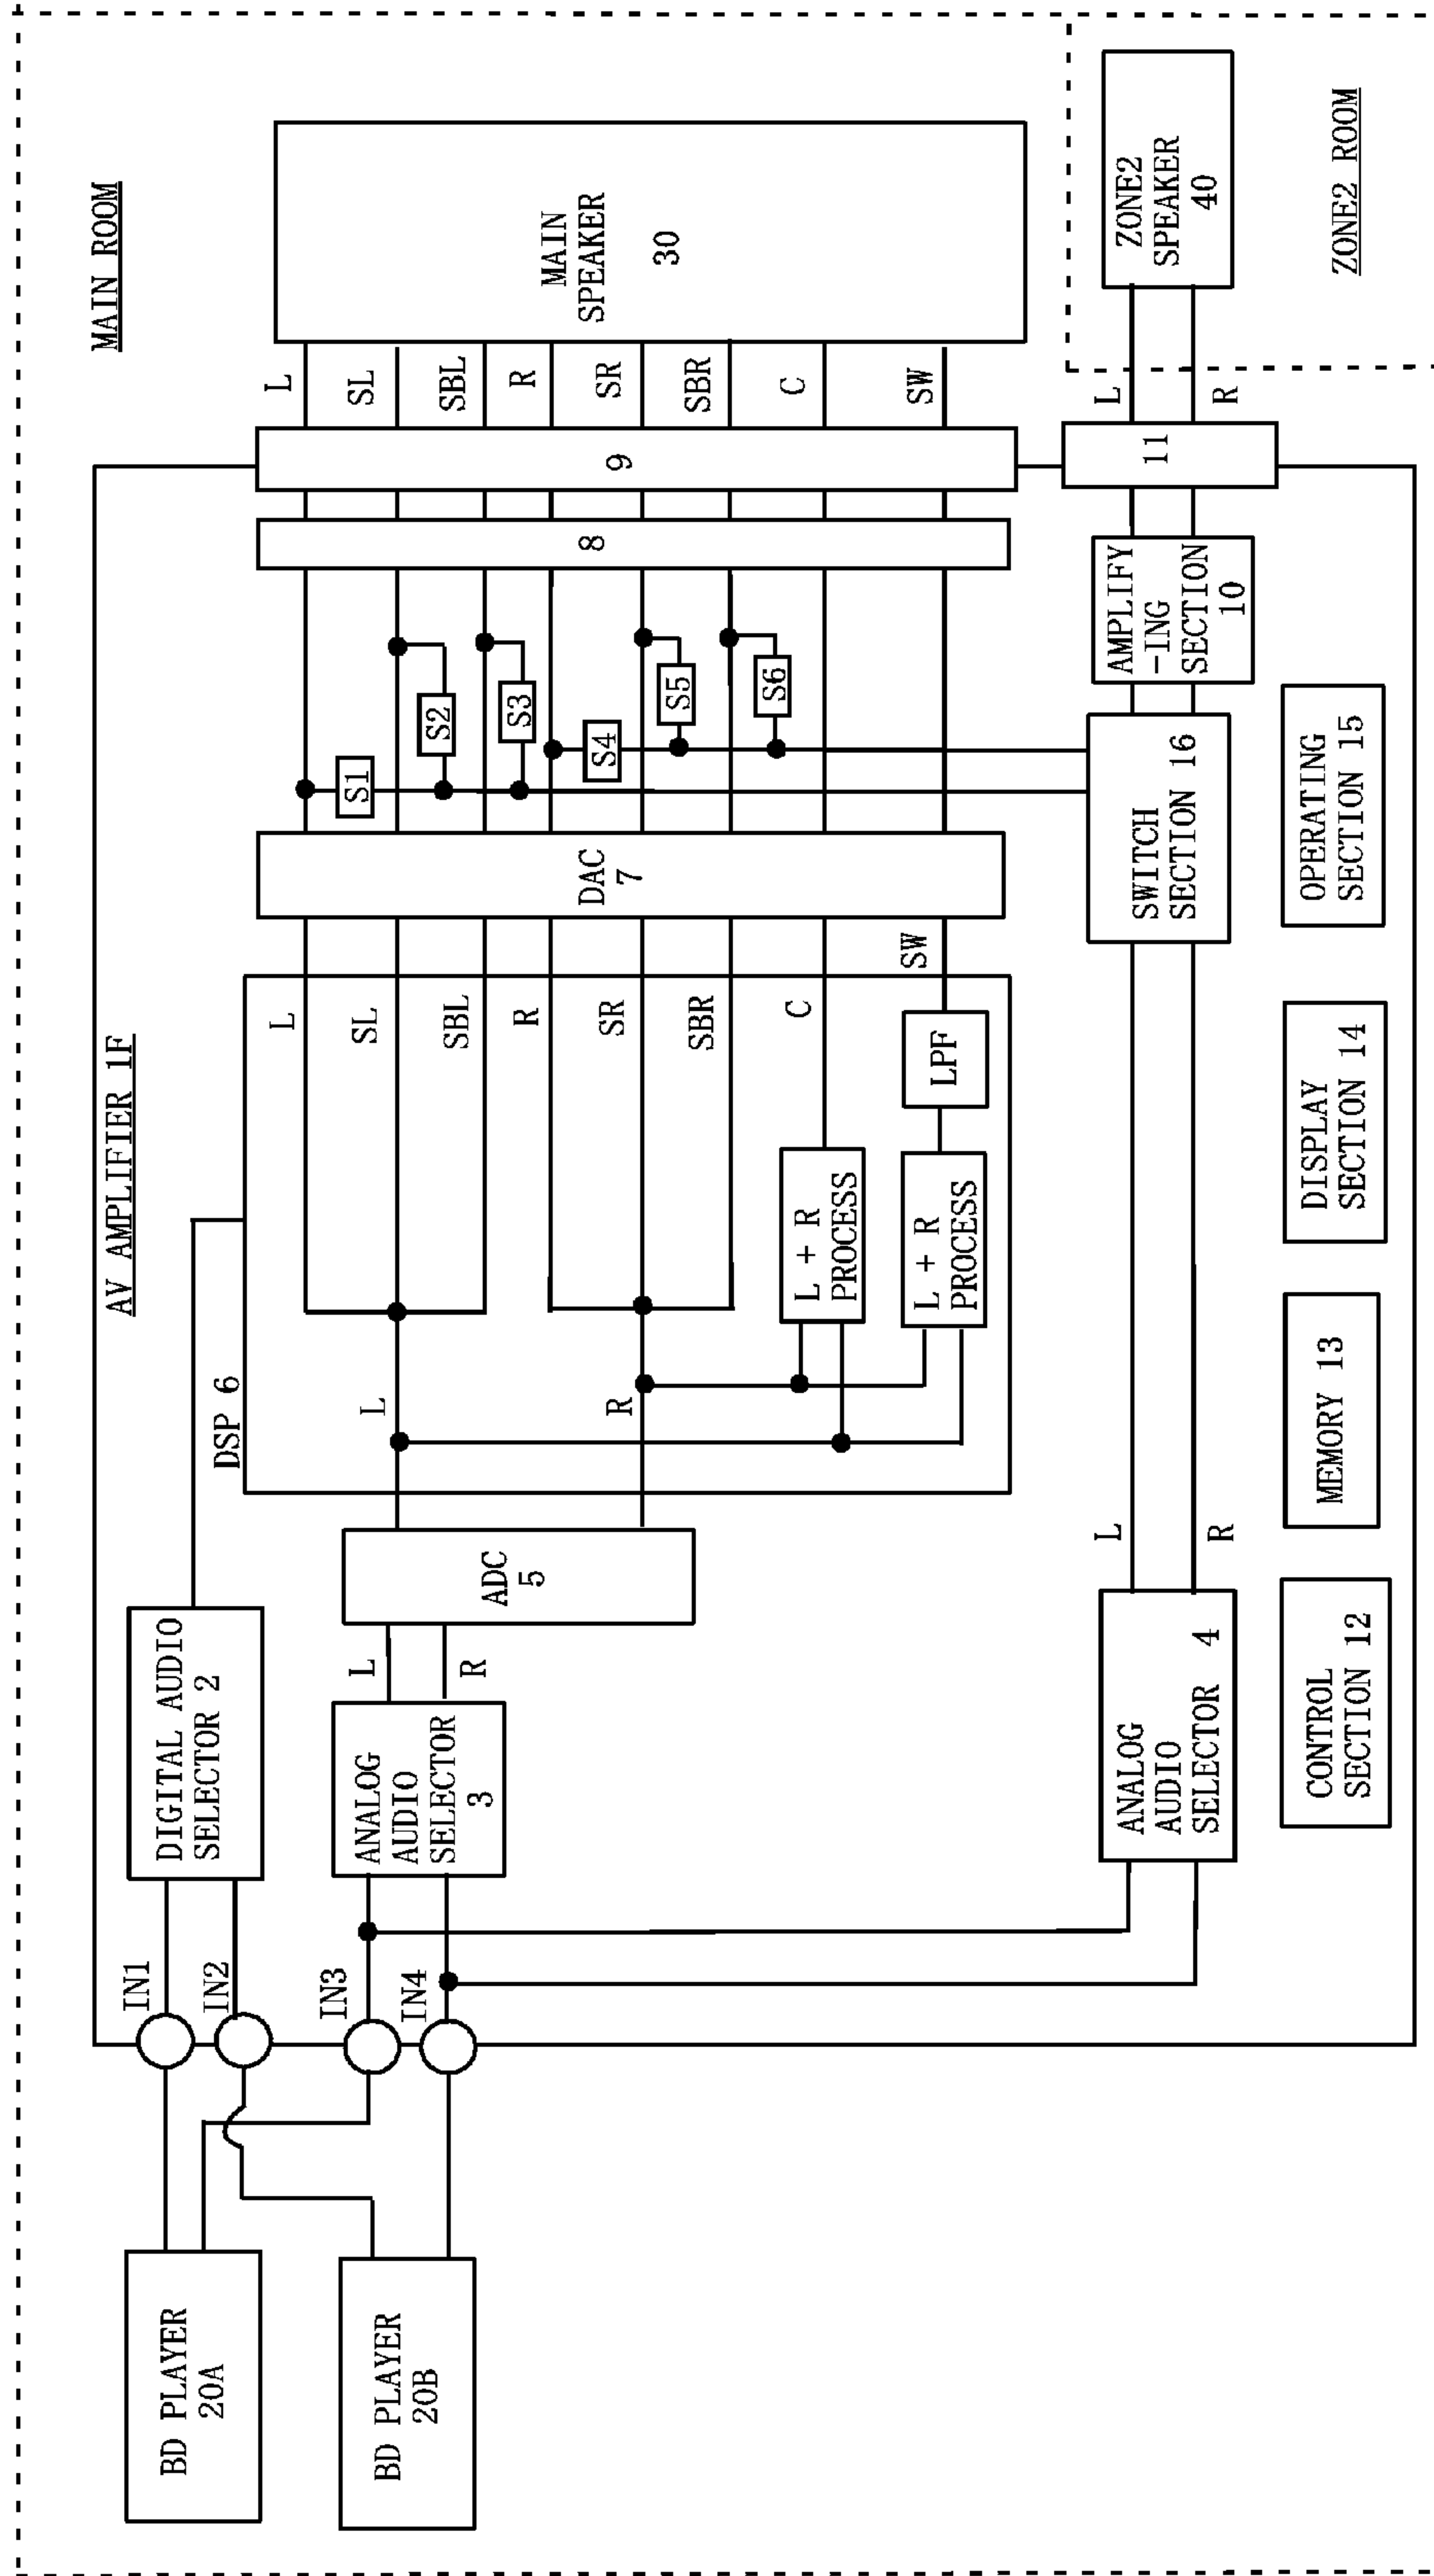 MAIN ROOM
AV AMPLIFIER 1F
BD PLAYER
20A
BD PLAYER
20B
IN1
IN2
IN3
IN4
DIGITAL AUDIO
SELECTOR 2
ANALOG
AUDIO
SELECTOR
3
L
R
ADC
5
DSP 6
L
R
L
SL
SBL
R
SR
SBR
C
SW
L + R
PROCESS
L + R
PROCESS
LPF
DAC
7
S1
S2
S3
S4
S5
S6
8
9
L
SL
SBL
R
SR
SBR
C
SW
MAIN
SPEAKER
30
ANALOG
AUDIO
SELECTOR 4
L
R
SWITCH
SECTION 16
AMPLIFY
-ING
SECTION
10
11
L
R
ZONE2
SPEAKER
40
ZONE2 ROOM
CONTROL
SECTION 12
MEMORY 13
DISPLAY
SECTION 14
OPERATING
SECTION 15